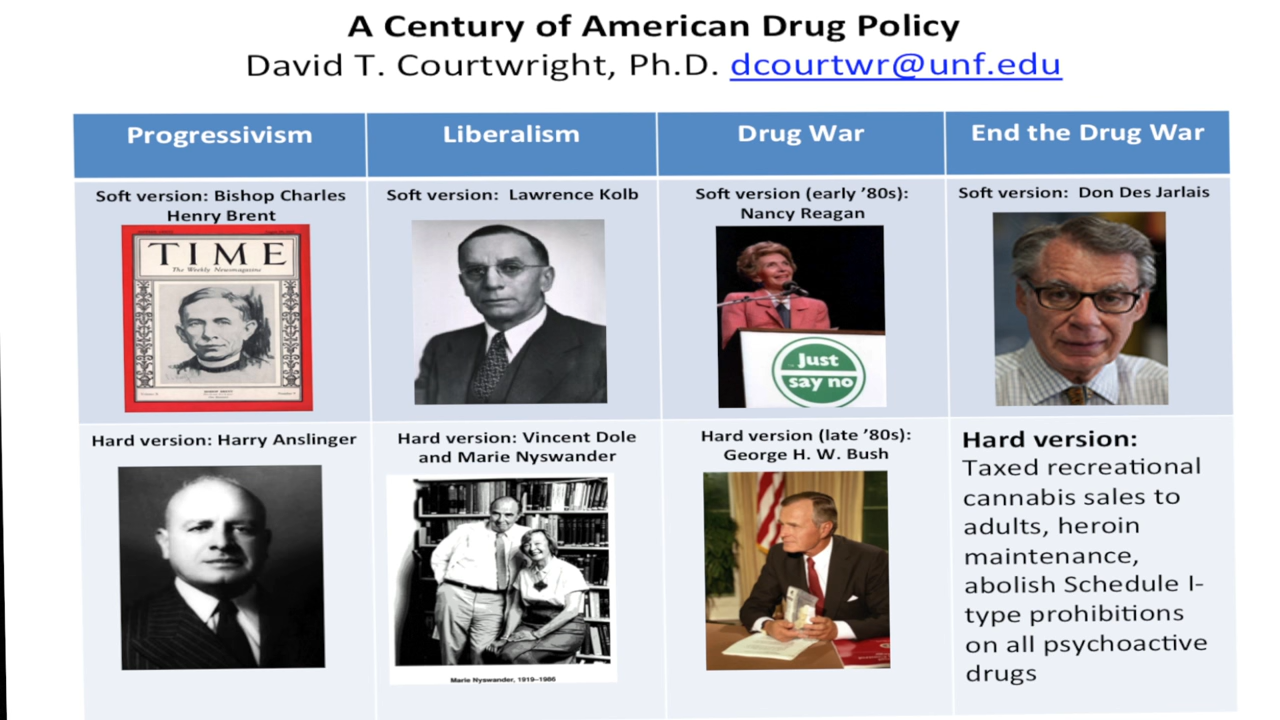 A Century of American Drug Policy
David T. Courtwright, Ph.D. dcourtwr@unf.edu
Progressivism
Liberalism
Drug War
End the Drug War
Soft version: Bishop Charles
Henry Brent
TIME
The Weekly Newsmagazine
Soft version: Lawrence Kolb
Soft version (early ’80s):
Nancy Reagan
Just
say no
Soft version: Don Des Jarlais
Hard version: Harry Anslinger
Hard version: Vincent Dole
and Marie Nyswander
Marie Nyswander, 1919–1986
Hard version (late ’80s):
George H. W. Bush
Hard version:
Taxed recreational
cannabis sales to
adults, heroin
maintenance,
abolish Schedule I-
type prohibitions
on all psychoactive
drugs